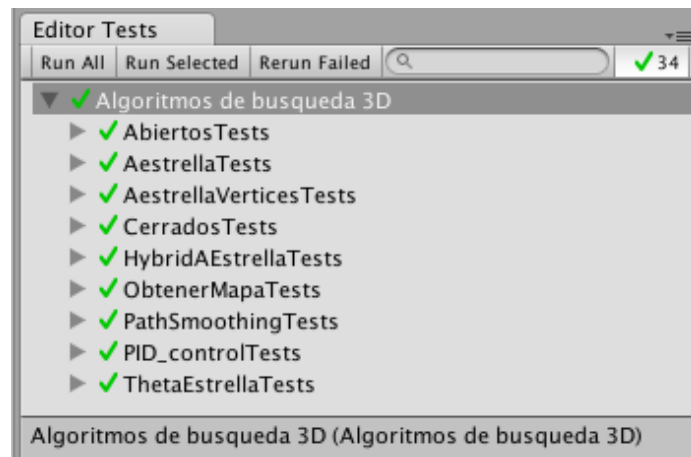 Editor Tests
Run All Run Selected Rerun Failed 34
Algoritmos de busqueda 3D
AbiertosTests
AestrellaTests
AestrellaVerticesTests
CerradosTests
HybridAEstrellaTests
ObtenerMapaTests
PathSmoothingTests
PID_controlTests
ThetaEstrellaTests
Algoritmos de busqueda 3D (Algoritmos de busqueda 3D)